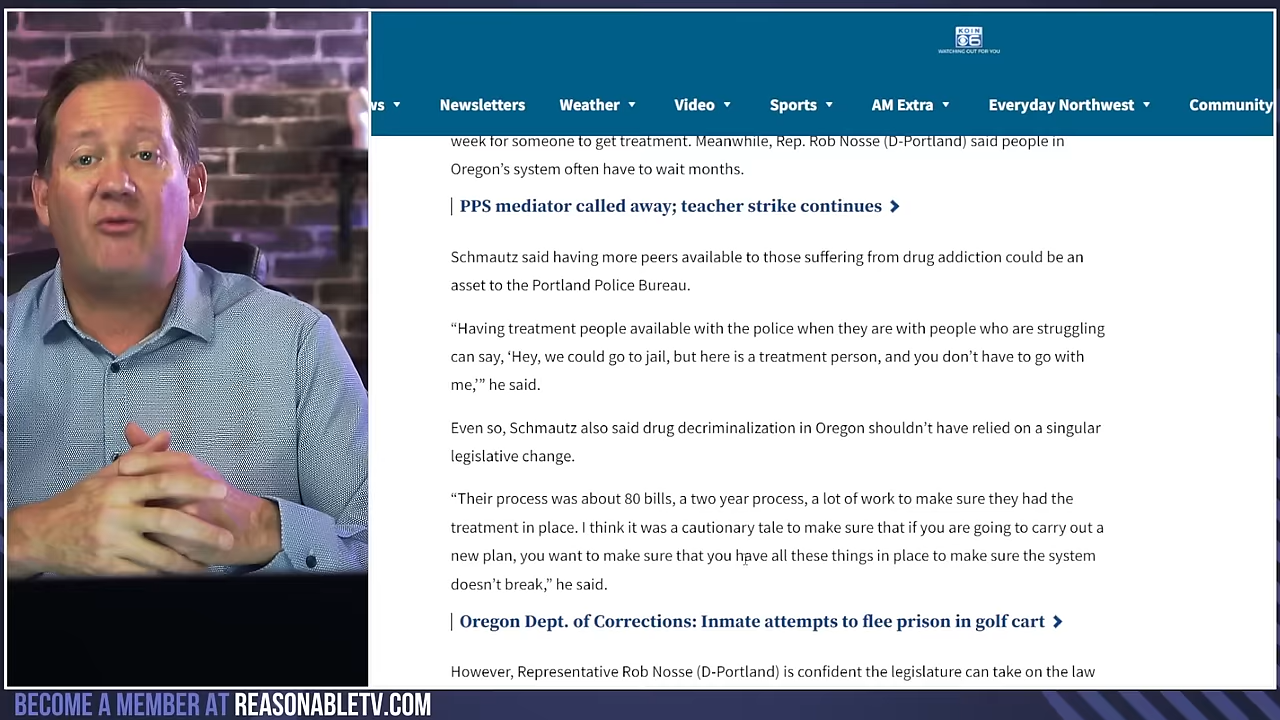 KOIN
6
WATCHING OUT FOR YOU
ws Newsletters Weather Video Sports AM Extra Everyday Northwest Community
week for someone to get treatment. Meanwhile, Rep. Rob Nosse (D-Portland) said people in
Oregon’s system often have to wait months.
PPS mediator called away; teacher strike continues
Schmautz said having more peers available to those suffering from drug addiction could be an
asset to the Portland Police Bureau.
“Having treatment people available with the police when they are with people who are struggling
can say, ‘Hey, we could go to jail, but here is a treatment person, and you don’t have to go with
me,’” he said.
Even so, Schmautz also said drug decriminalization in Oregon shouldn’t have relied on a singular
legislative change.
“Their process was about 80 bills, a two year process, a lot of work to make sure they had the
treatment in place. I think it was a cautionary tale to make sure that if you are going to carry out a
new plan, you want to make sure that you have all these things in place to make sure the system
doesn’t break,” he said.
Oregon Dept. of Corrections: Inmate attempts to flee prison in golf cart
However, Representative Rob Nosse (D-Portland) is confident the legislature can take on the law
BECOME A MEMBER AT REASONABLETV.COM